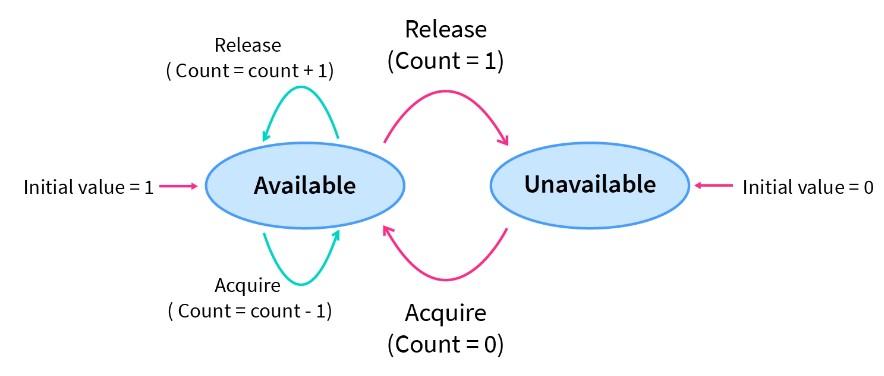 Release
( Count = count + 1)
Release
(Count = 1)
Initial value = 1
Available
Unavailable
Initial value = 0
Acquire
( Count = count - 1)
Acquire
(Count = 0)